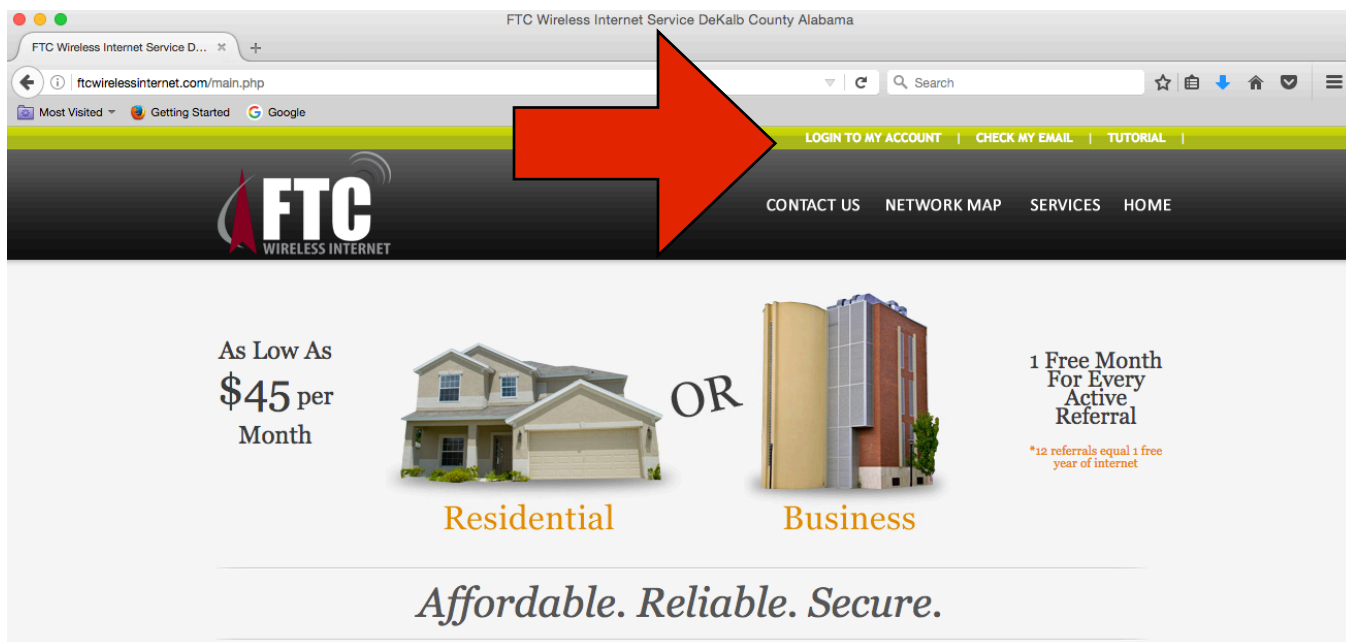 FTC Wireless Internet Service DeKalb County Alabama
FTC Wireless Internet Service D...
ftcwirelessinternet.com/main.php
Search
Most Visited
Getting Started
Google
LOGIN TO MY ACCOUNT | CHECK MY EMAIL | TUTORIAL |
FTC
WIRELESS INTERNET
CONTACT US NETWORK MAP SERVICES HOME
As Low As
$45 per
Month
OR
1 Free Month
For Every
Active
Referral
*12 referrals equal 1 free
year of internet
Residential
Business
Affordable. Reliable. Secure.